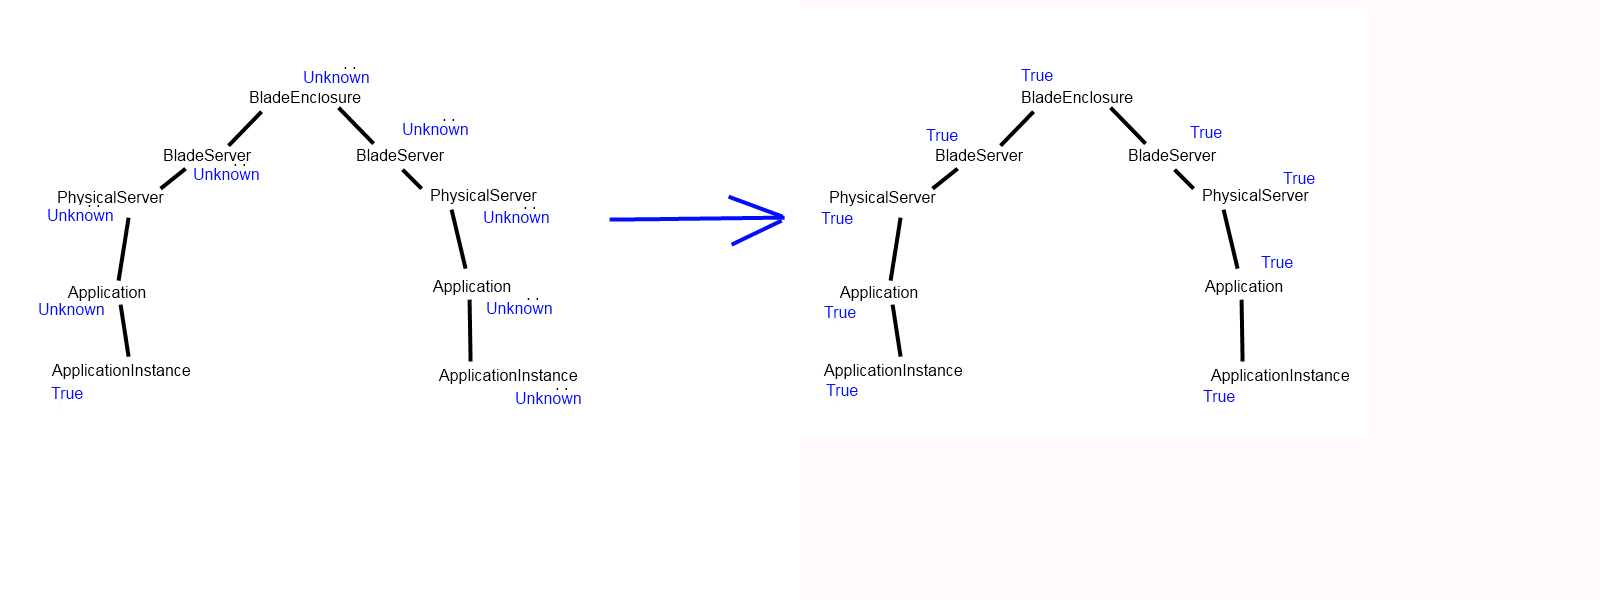 Unknown
BladeEnclosure
Unknown
BladeServer
BladeServer
Unknown
PhysicalServer
PhysicalServer
Unknown
Unknown
Application
Application
Unknown
Unknown
ApplicationInstance
ApplicationInstance
True
Unknown
True
BladeEnclosure
True
True
BladeServer
BladeServer
True
PhysicalServer
PhysicalServer
True
True
Application
Application
True
ApplicationInstance
ApplicationInstance
True
True